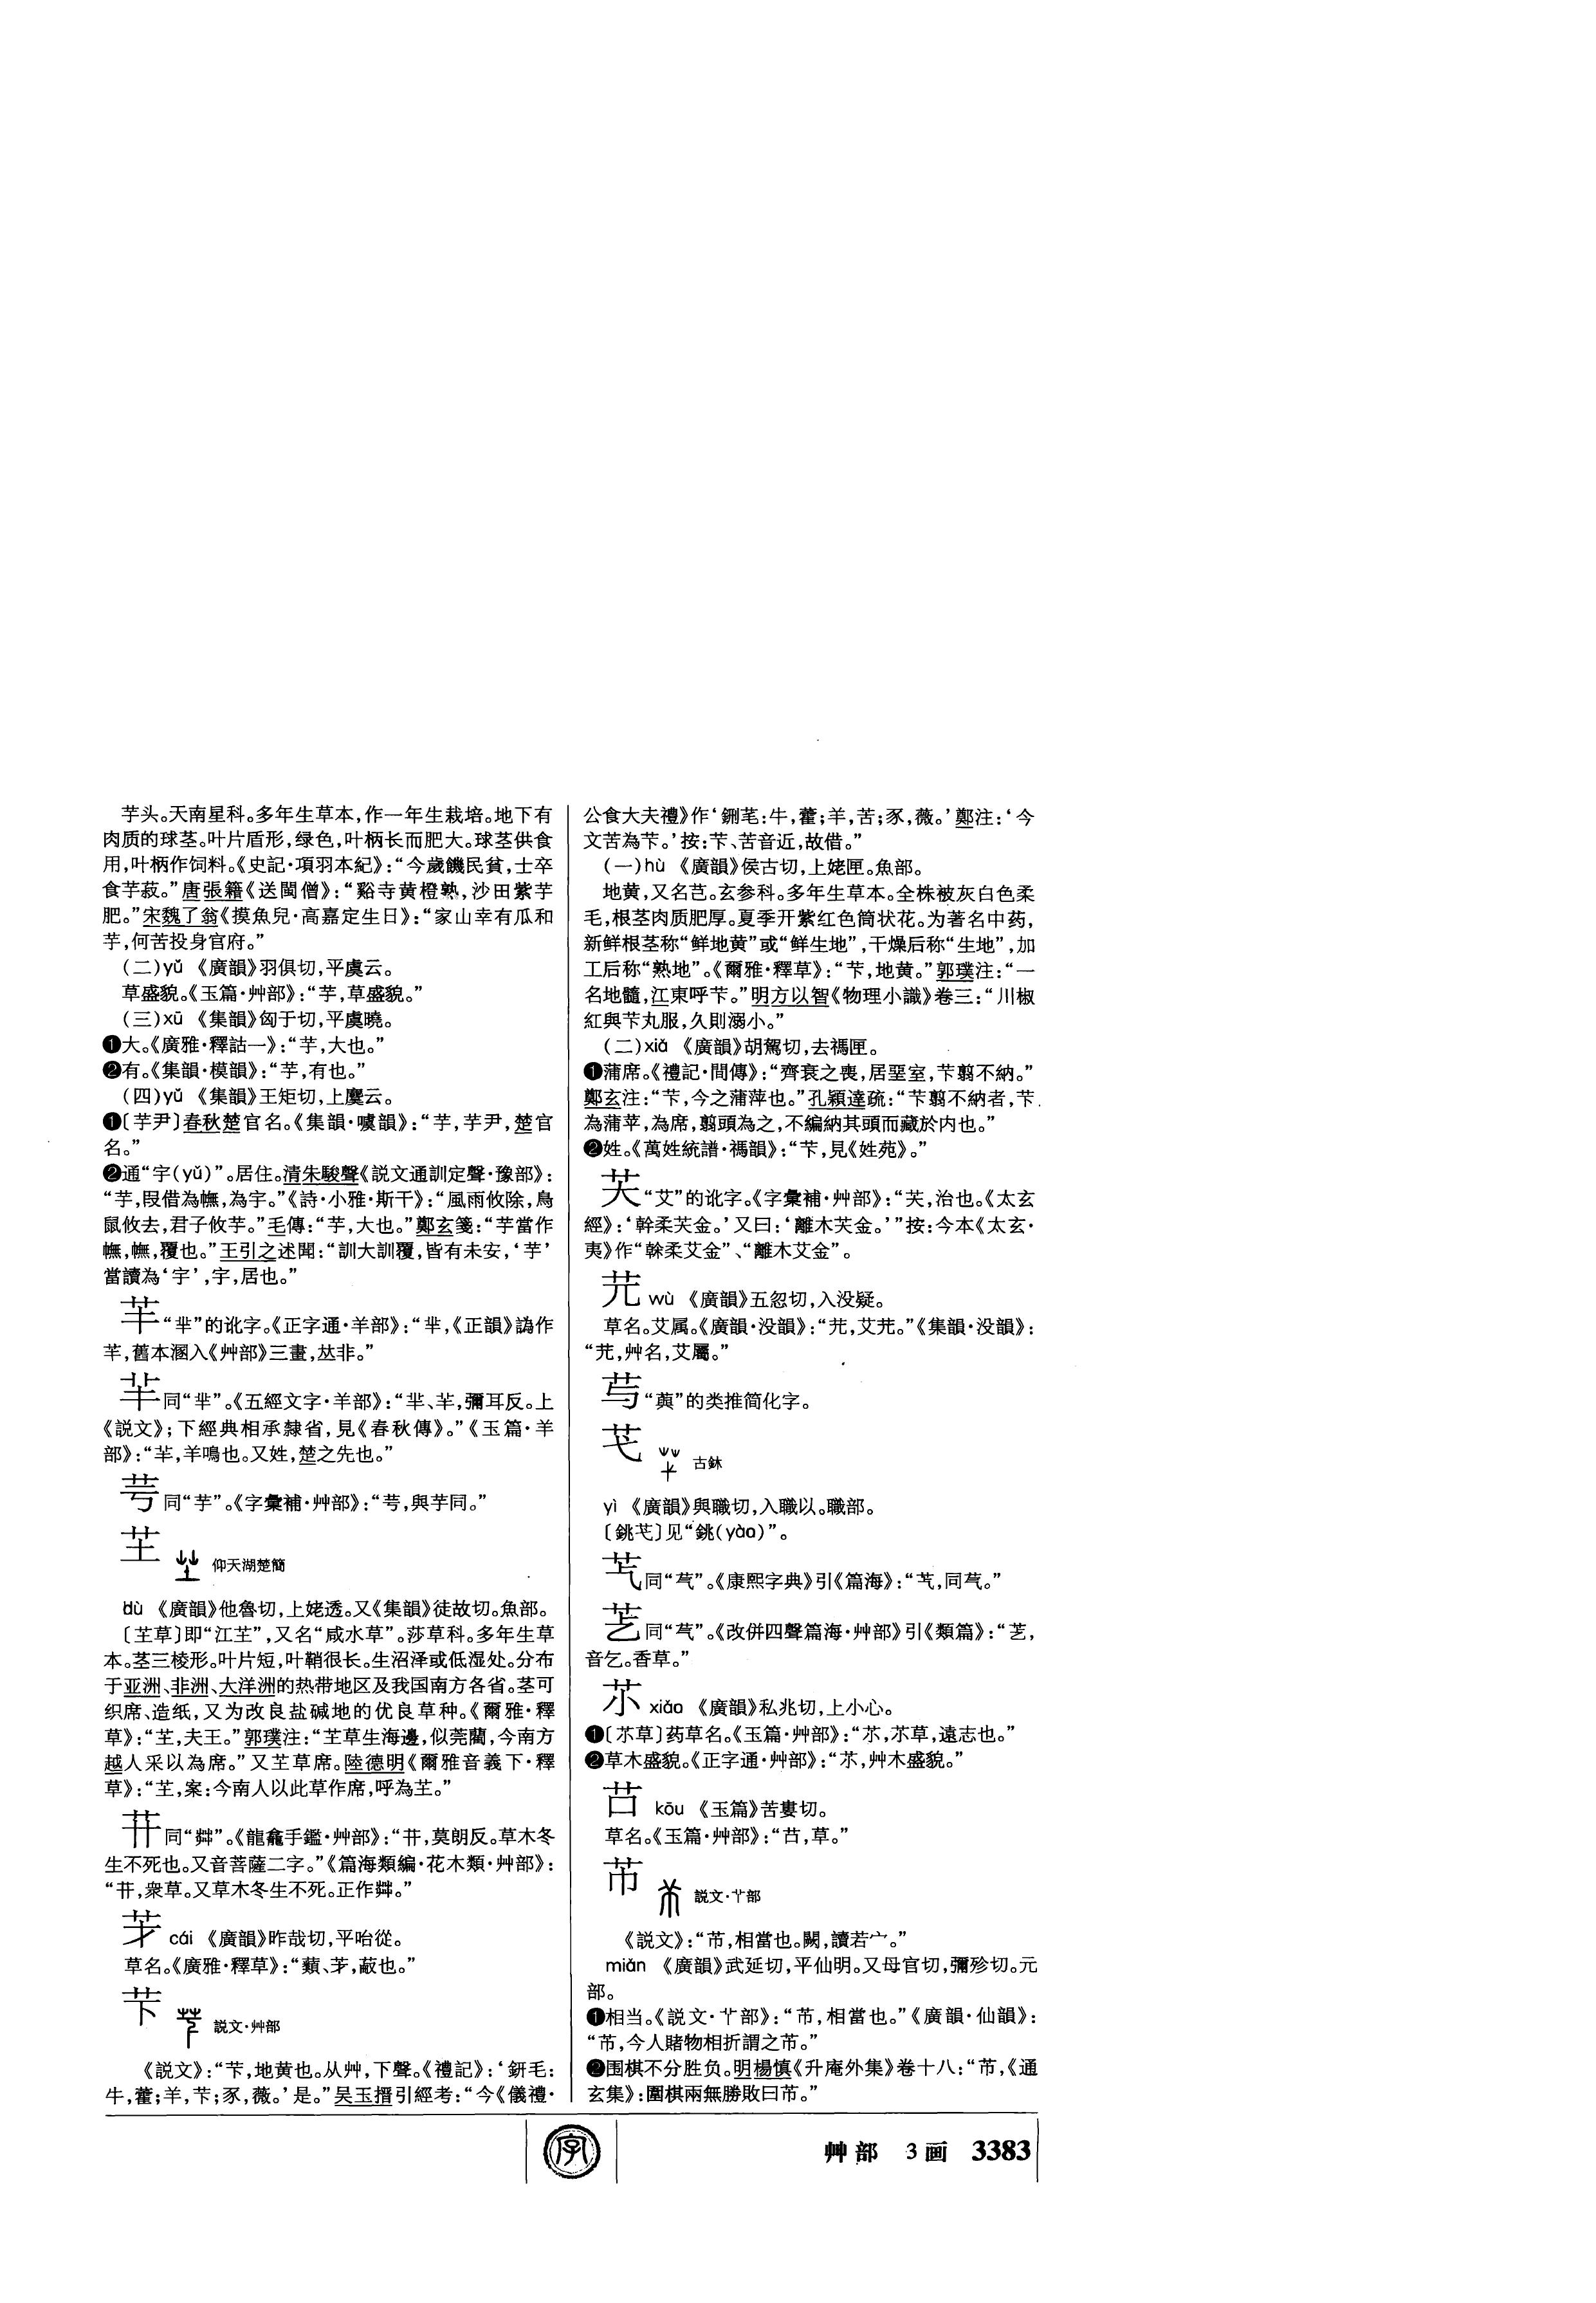 芋头。天南星科。多年生草本,作一年生栽培。地下有
肉质的球茎。叶片盾形,绿色,叶柄长而肥大。球茎供食
用,叶柄作饲料。《史記·項羽本紀》:“今歲饑民貧,士卒
食芋菽。”唐張籍《送閩僧》:“谿寺黄橙熟,沙田紫芋
肥。”宋魏了翁《摸魚兒·高嘉定生日》:“家山幸有瓜和
芋,何苦投身官府。”
(二)yǔ 《廣韻》羽俱切,平虞云。
草盛貌。《玉篇·艸部》:“芋,草盛貌。”
(三)xū 《集韻》匈于切,平虞曉。
❶大。《廣雅·釋詁一》:“芋,大也。”
❷有。《集韻·模韻》:“芋,有也。”
(四)yǔ 《集韻》王矩切,上麌云。
❶〔芋尹〕春秋楚官名。《集韻·噳韻》:“芋,芋尹,楚官
名。”
❷通“宇(yǔ)”。居住。清朱駿聲《説文通訓定聲·豫部》:
“芋,叚借為幠,為宇。”《詩·小雅·斯干》:“風雨攸除,鳥
鼠攸去,君子攸芋。”毛傳:“芋,大也。”鄭玄箋:“芋當作
幠,幠,覆也。”王引之述聞:“訓大訓覆,皆有未安,‘芋’
當讀為‘宇’,宇,居也。”
“芈”的讹字。《正字通·羊部》:“芈,《正韻》譌作
芉,舊本溷入《艸部》三畫,𠀤非。”
同“芈”。《五經文字·羊部》:“芈、羋,彌耳反。上
《説文》;下經典相承隸省,見《春秋傳》。”《玉篇·羊
部》:“羋,羊鳴也。又姓,楚之先也。”
芌 同“芋”。《字彙補·艸部》:“芌,與芋同。”
芏 仰天湖楚簡
dù 《廣韻》他魯切,上姥透。又《集韻》徒故切。魚部。
〔芏草〕即“江芏”,又名“咸水草”。莎草科。多年生草
本。茎三棱形。叶片短,叶鞘很长。生沼泽或低湿处。分布
于亚洲、非洲、大洋洲的热带地区及我国南方各省。茎可
织席、造纸,又为改良盐碱地的优良草种。《爾雅·釋
草》:“芏,夫王。”郭璞注:“芏草生海邊,似莞藺,今南方
越人采以為席。”又芏草席。陸德明《爾雅音義下·釋
草》:“芏,案:今南人以此草作席,呼為芏。”
同“茻”。《龍龕手鑑·艸部》:“芇,莫朗反。草木冬
生不死也。又音菩薩二字。”《篇海類編·花木類·艸部》:
衆草。又草木冬生不死。正作茻。”
芆 cái 《廣韻》昨哉切,平咍從。
草名。《廣雅·釋草》:
芐 説文·艸部
《説文》:“芐,地黄也。从艸,下聲。《禮記》:‘鈃毛:
牛,藿;羊,芐;豕,薇。’是。”吴玉搢引經考:“今《儀禮·
公食大夫禮》作‘鉶芼:牛,藿;羊,苦;豕,薇。’鄭注:‘今
文苦為芐。’按:芐、苦音近,故借。”
(一)hù 《廣韻》侯古切,上姥匣。魚部。
地黄,又名芑。玄参科。多年生草本。全株被灰白色柔
毛,根茎肉质肥厚。夏季开紫红色筒状花。为著名中药,
新鲜根茎称“鲜地黄”或“鲜生地”,干燥后称“生地”,加
工后称“熟地”。《爾雅·釋草》:“芐,地黄。”郭璞注:“一
名地髓,江東呼芐。”明方以智《物理小識》卷三:“川椒
紅與芐丸服,久則溺小。”
(二)xià 《廣韻》胡駕切,去禡匣。
❶蒲席。《禮記·間傳》:“齊衰之喪,居堊室,芐翦不納。”
鄭玄注:“芐,今之蒲苹也。”孔穎達疏:“芐翦不納者,芐
為蒲苹,為席,翦頭為之,不編納其頭而藏於内也。”
❷姓。《萬姓統譜·禡韻》:“芐,見《姓苑》。”
“艾”的讹字。《字彙補·艸部》:“芖,治也。《太玄
經》:‘幹柔芖金。’又曰:‘離木芖金。’”按:今本《太玄·
夷》作“幹柔艾金”、“離木艾金”。
芫 wù 《廣韻》五忽切,入没疑。
草名。艾属。《廣韻·没韻》:“艽,艾艽。”《集韻·没韻》:
艸名,艾屬。”
芶 “蕮”的类推简化字。
芅 古鉩
yì 《廣韻》與職切,入職以。職部。
〔銚芅〕见“銚(yào)”。
芞 同“芞”。《康熙字典》引《篇海》:
同“芞”。《改併四聲篇海·艸部》引《類篇》:
音乞。香草。”
xiǎo 《廣韻》私兆切,上小心。
❶〔芣草〕药草名。《玉篇·艸部》:遠志也。”
❷草木盛貌。《正字通·艸部》:艸木盛貌。”
kōu 《玉篇》苦婁切。
草名。《玉篇·艸部》:草。”
芇 説文·𦫳部
《説文》:“芇,相當也。闕,讀若宀。”
mián 《廣韻》武延切,平仙明。又母官切,彌殄切。元
部。
❶相当。《説文·𦫳部》:“芇,相當也。”《廣韻·仙韻》:
“芇,今人賭物相折謂之芇。”
❷围棋不分胜负。明楊慎《升庵外集》卷十八:“芇,《通
玄集》:圍棋兩無勝敗曰芇。”
字
艸部 3画 3383